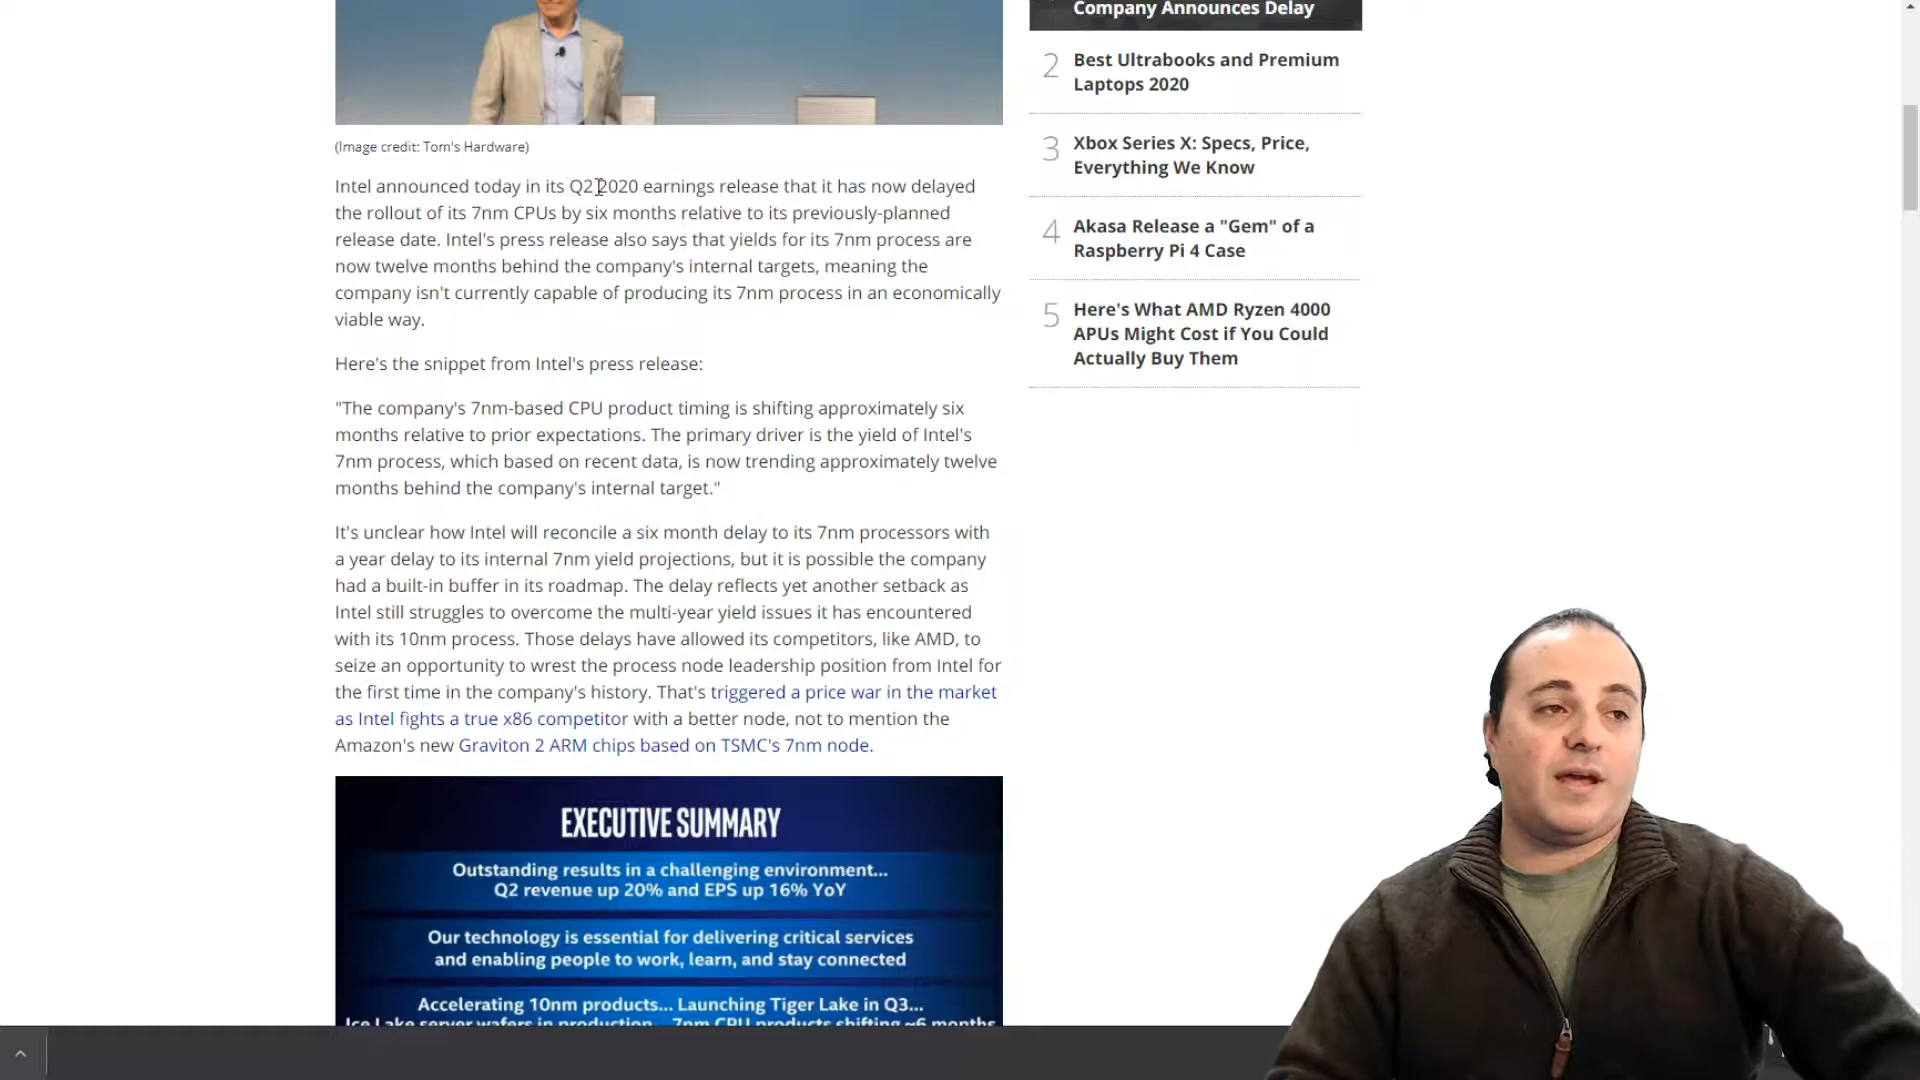 (Image credit: Tom's Hardware)
Intel announced today in its Q2 2020 earnings release that it has now delayed
the rollout of its 7nm CPUs by six months relative to its previously-planned
release date. Intel's press release also says that yields for its 7nm process are
now twelve months behind the company's internal targets, meaning the
company isn't currently capable of producing its 7nm process in an economically
viable way.
Here's the snippet from Intel's press release:
"The company's 7nm-based CPU product timing is shifting approximately six
months relative to prior expectations. The primary driver is the yield of Intel's
7nm process, which based on recent data, is now trending approximately twelve
months behind the company's internal target."
It's unclear how Intel will reconcile a six month delay to its 7nm processors with
a year delay to its internal 7nm yield projections, but it is possible the company
had a built-in buffer in its roadmap. The delay reflects yet another setback as
Intel still struggles to overcome the multi-year yield issues it has encountered
with its 10nm process. Those delays have allowed its competitors, like AMD, to
seize an opportunity to wrest the process node leadership position from Intel for
the first time in the company's history. That's triggered a price war in the market
as Intel fights a true x86 competitor with a better node, not to mention the
Amazon's new Graviton 2 ARM chips based on TSMC's 7nm node.
EXECUTIVE SUMMARY
Outstanding results in a challenging environment...
Q2 revenue up 20% and EPS up 16% YoY
Our technology is essential for delivering critical services
and enabling people to work, learn, and stay connected
Accelerating 10nm products... Launching Tiger Lake in Q3...
Ice Lake server wafers in production... 7nm CPU products shifting ~6 months
Company Announces Delay
2 Best Ultrabooks and Premium
Laptops 2020
3 Xbox Series X: Specs, Price,
Everything We Know
4 Akasa Release a "Gem" of a
Raspberry Pi 4 Case
5 Here's What AMD Ryzen 4000
APUs Might Cost if You Could
Actually Buy Them